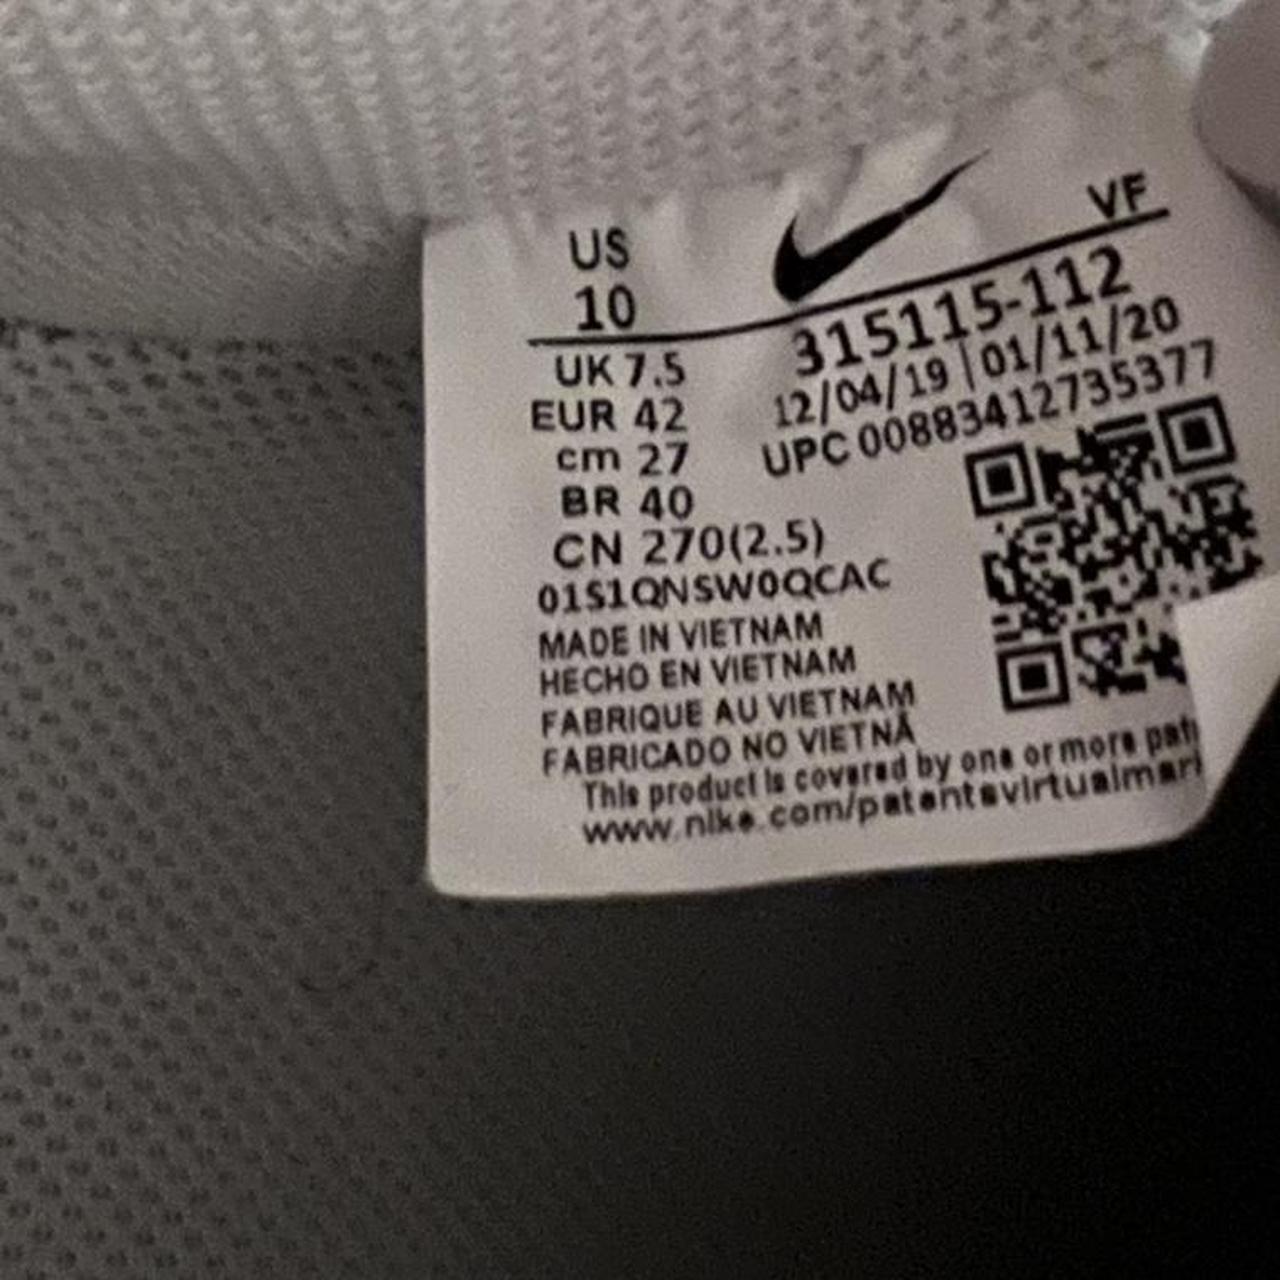 US
10
VF
315115-112
12/04/19 | 01/11/20
UPC 00883412735377
UK 7.5
EUR 42
cm 27
BR 40
CN 270(2.5)
01S1QNSW0QCAC
MADE IN VIETNAM
HECHO EN VIETNAM
FABRIQUE AU VIETNAM
FABRICADO NO VIETNÃ
This product is covered by one or more
www.nike.com/patentsvirtualmar